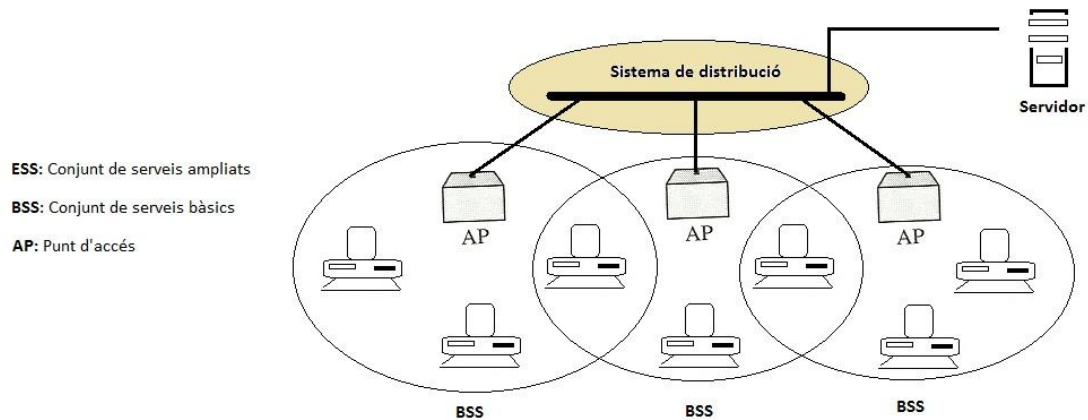 Sistema de distribució
Servidor
ESS: Conjunt de serveis ampliats
BSS: Conjunt de serveis bàsics
AP: Punt d'accés
AP
AP
AP
BSS
BSS
BSS